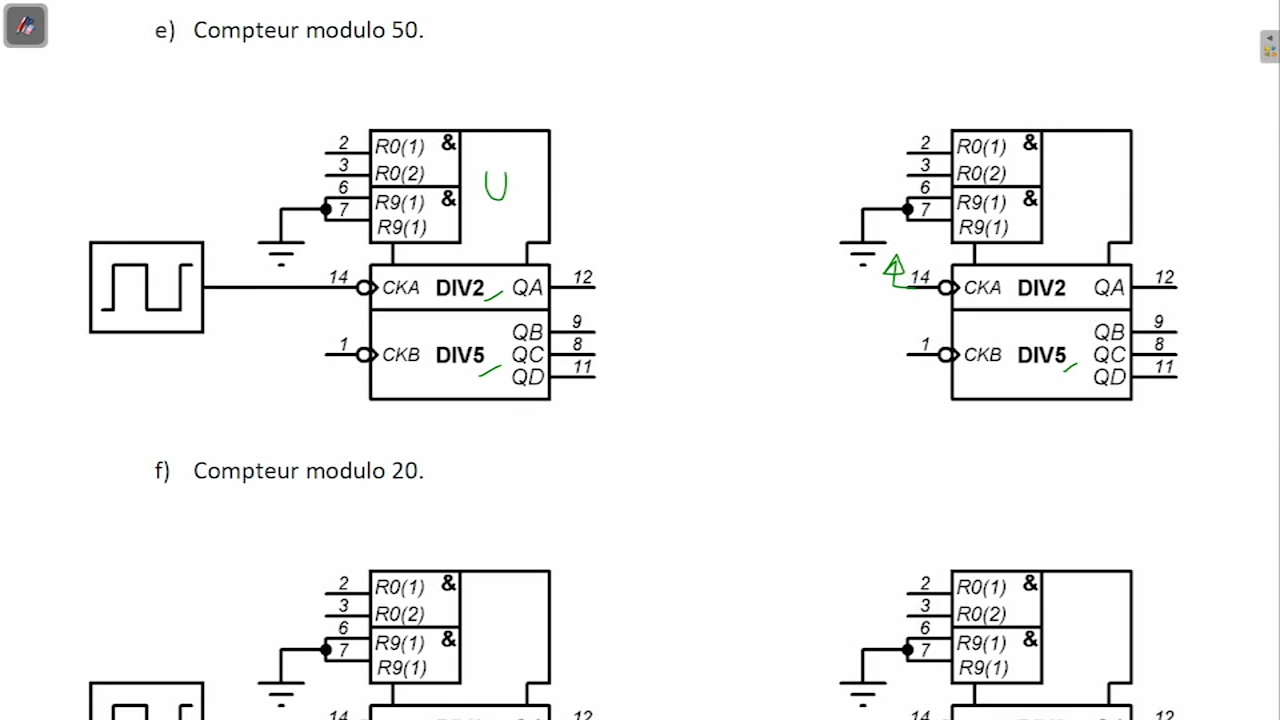 e) Compteur modulo 50.
2 R0(1) & 2 R0(1) &
3 R0(2) 3 R0(2)
U
6 R9(1) & 6 R9(1) &
7 R9(1) 7 R9(1)
14 CKA DIV2 QA 12 14 CKA DIV2 QA 12
QB 9 QB 9
1 CKB DIV5 QC 8 1 CKB DIV5 QC 8
QD 11 QD 11
f) Compteur modulo 20.
2 R0(1) & 2 R0(1) &
3 R0(2) 3 R0(2)
6 R9(1) & 6 R9(1) &
7 R9(1) 7 R9(1)
14 12 14 12